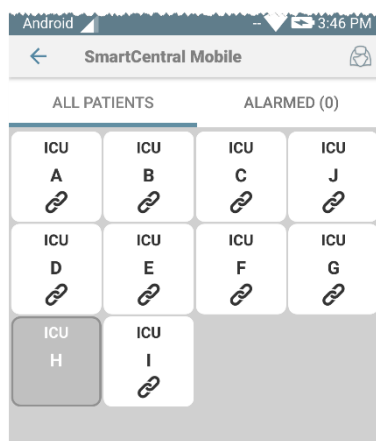 Android -- 3:46 PM
SmartCentral Mobile
ALL PATIENTS ALARMED (0)
ICU ICU ICU ICU
A B C J
ICU ICU ICU ICU
D E F G
ICU ICU
H I